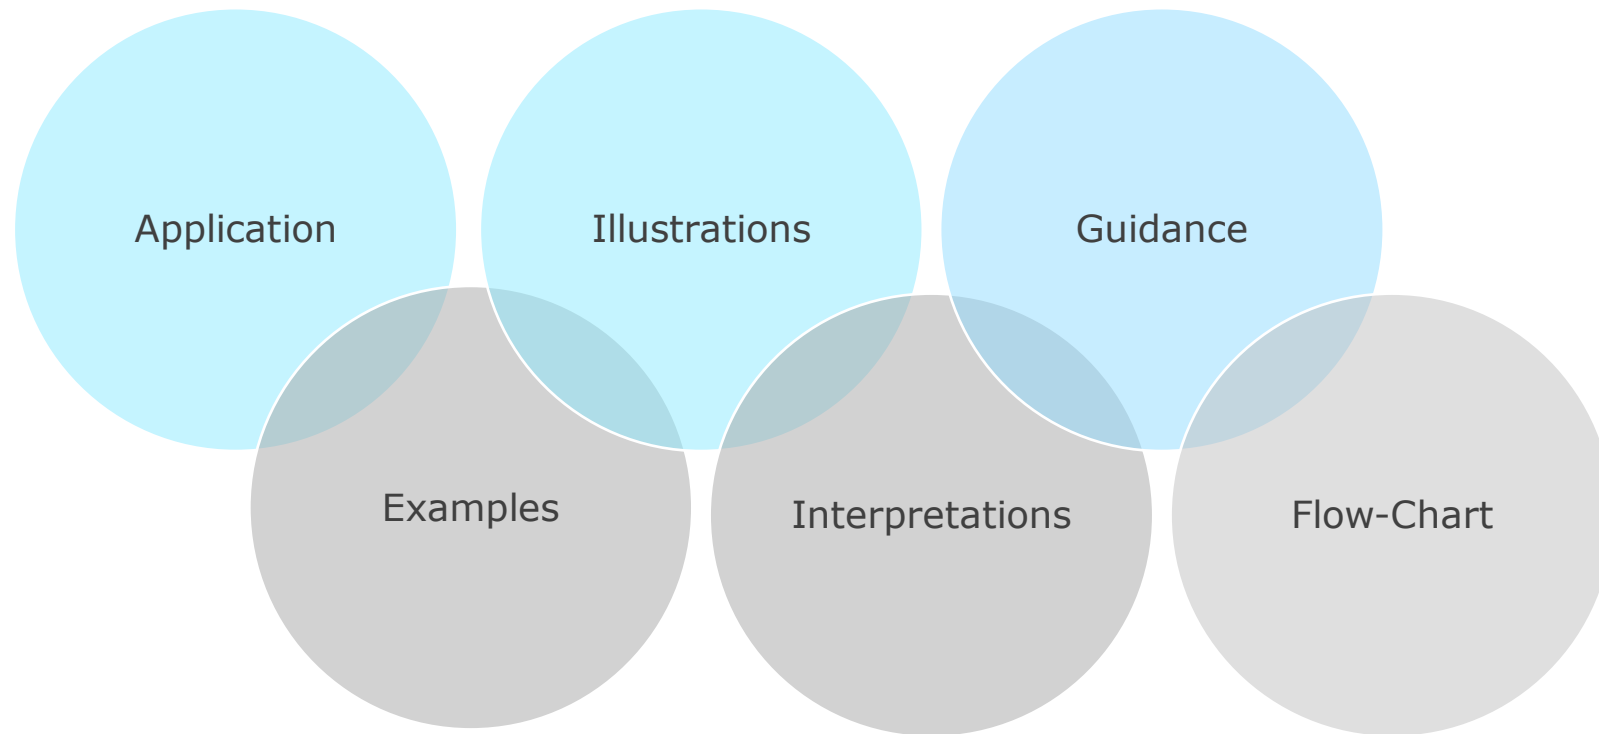 Application
Illustrations
Guidance
Examples
Interpretations
Flow-Chart